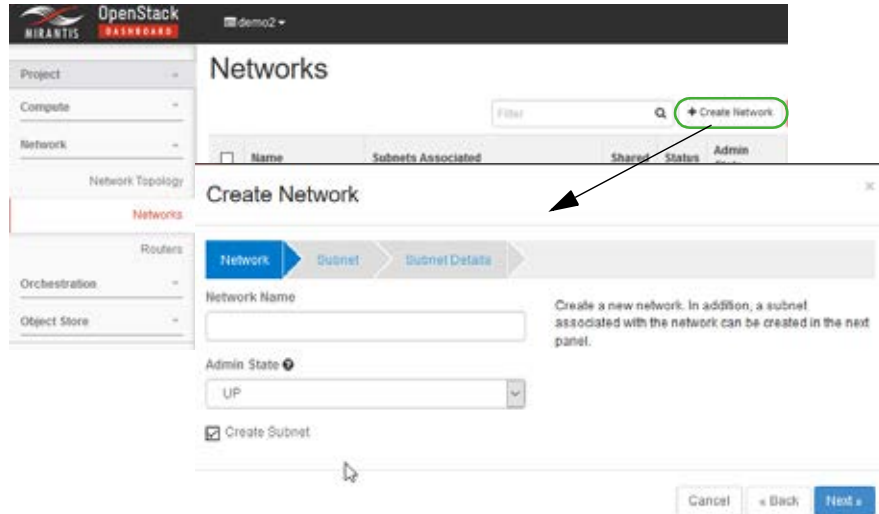 MIRANTIS
OpenStack
DASHBOARD
demo2
Project
Compute
Network
Network Topology
Networks
Routers
Orchestration
Object Store
Networks
Filter
+ Create Network
Name Subnets Associated Shared Status Admin
Create Network
×
Network Subnet Subnet Details
Network Name
Create a new network. In addition, a subnet
associated with the network can be created in the next
panel.
Admin State
UP
Create Subnet
Cancel « Back Next »